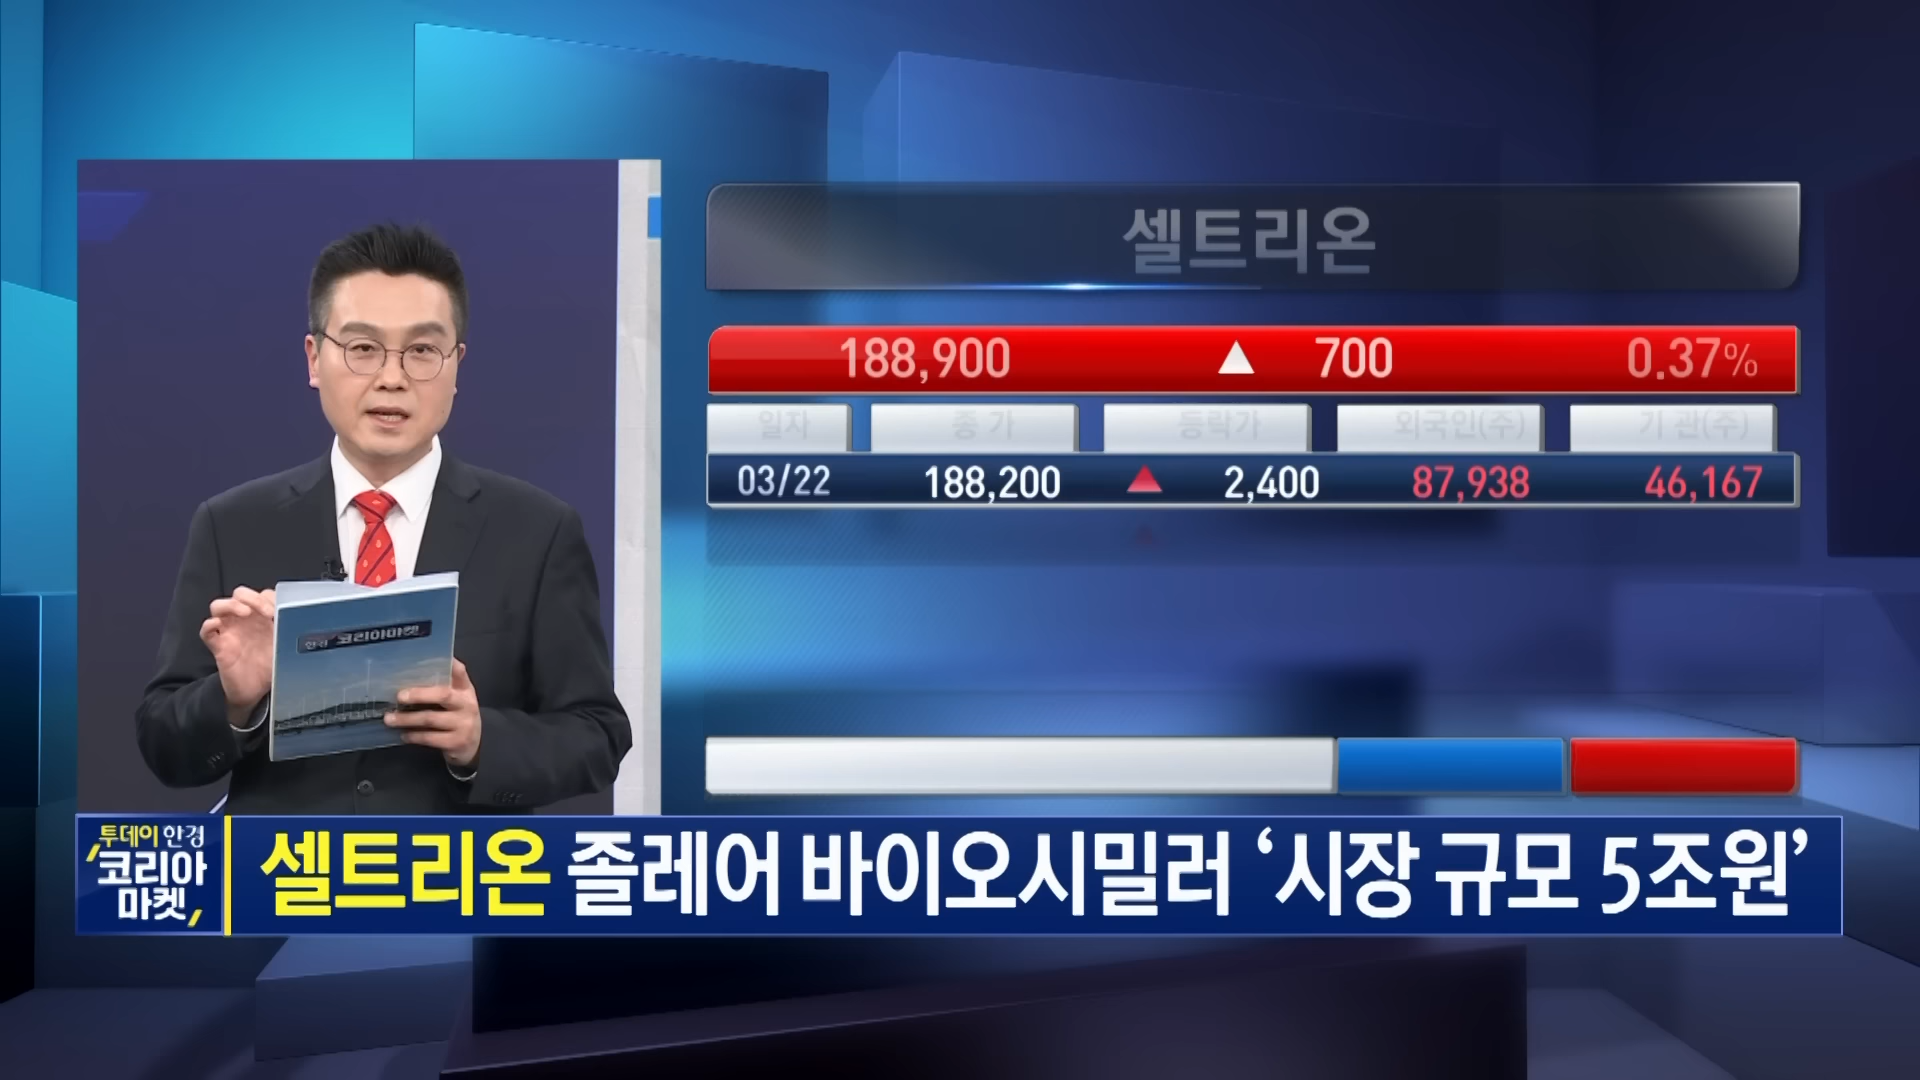 셀트리온
188,900 ▲ 700 0.37%
일자 종가 등락가 외국인(주) 기관(주)
03/22 188,200 ▲ 2,400 87,938 46,167
코리아마켓
투데이 한경
코리아
마켓
셀트리온 졸레어 바이오시밀러 ‘시장 규모 5조원’